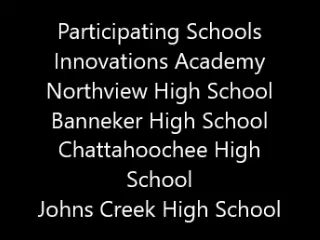 Participating Schools
Innovations Academy
Northview High School
Banneker High School
Chattahoochee High
School
Johns Creek High School